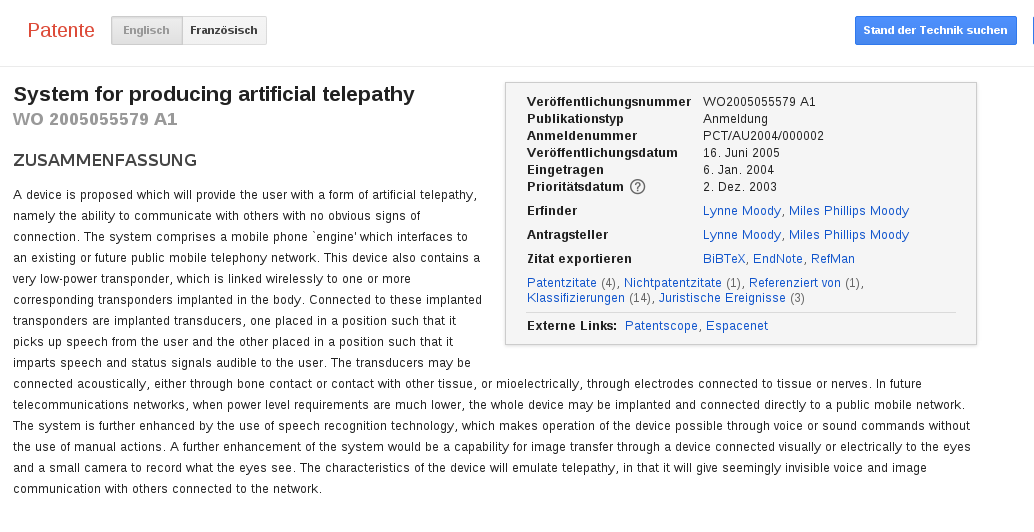 Patente
Englisch
Französisch
Stand der Technik suchen
System for producing artificial telepathy
WO 2005055579 A1
ZUSAMMENFASSUNG
A device is proposed which will provide the user with a form of artificial telepathy,
namely the ability to communicate with others with no obvious signs of
connection. The system comprises a mobile phone `engine' which interfaces to
an existing or future public mobile telephony network. This device also contains a
very low-power transponder, which is linked wirelessly to one or more
corresponding transponders implanted in the body. Connected to these implanted
transponders are implanted transducers, one placed in a position such that it
picks up speech from the user and the other placed in a position such that it
imparts speech and status signals audible to the user. The transducers may be
connected acoustically, either through bone contact or contact with other tissue, or mioelectrically, through electrodes connected to tissue or nerves. In future
telecommunications networks, when power level requirements are much lower, the whole device may be implanted and connected directly to a public mobile network.
The system is further enhanced by the use of speech recognition technology, which makes operation of the device possible through voice or sound commands without
the use of manual actions. A further enhancement of the system would be a capability for image transfer through a device connected visually or electrically to the eyes
and a small camera to record what the eyes see. The characteristics of the device will emulate telepathy, in that it will give seemingly invisible voice and image
communication with others connected to the network.
Veröffentlichungsnummer WO2005055579 A1
Publikationstyp Anmeldung
Anmeldenummer PCT/AU2004/000002
Veröffentlichungsdatum 16. Juni 2005
Eingetragen 6. Jan. 2004
Prioritätsdatum ? 2. Dez. 2003
Erfinder Lynne Moody, Miles Phillips Moody
Antragsteller Lynne Moody, Miles Phillips Moody
Zitat exportieren BiBTeX, EndNote, RefMan
Patentzitate (4), Nichtpatentzitate (1), Referenziert von (1),
Klassifizierungen (14), Juristische Ereignisse (3)
Externe Links: Patentscope, Espacenet